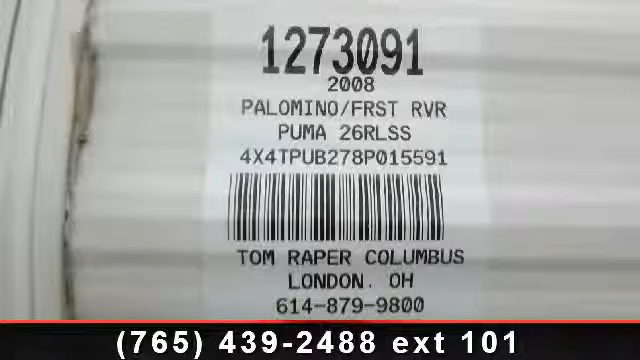 1273091
2008
PALOMINO/FRST RVR
PUMA 26RLSS
4X4TPUB278P015591
TOM RAPER COLUMBUS
LONDON. OH
614-879-9800
(765) 439-2488 ext 101